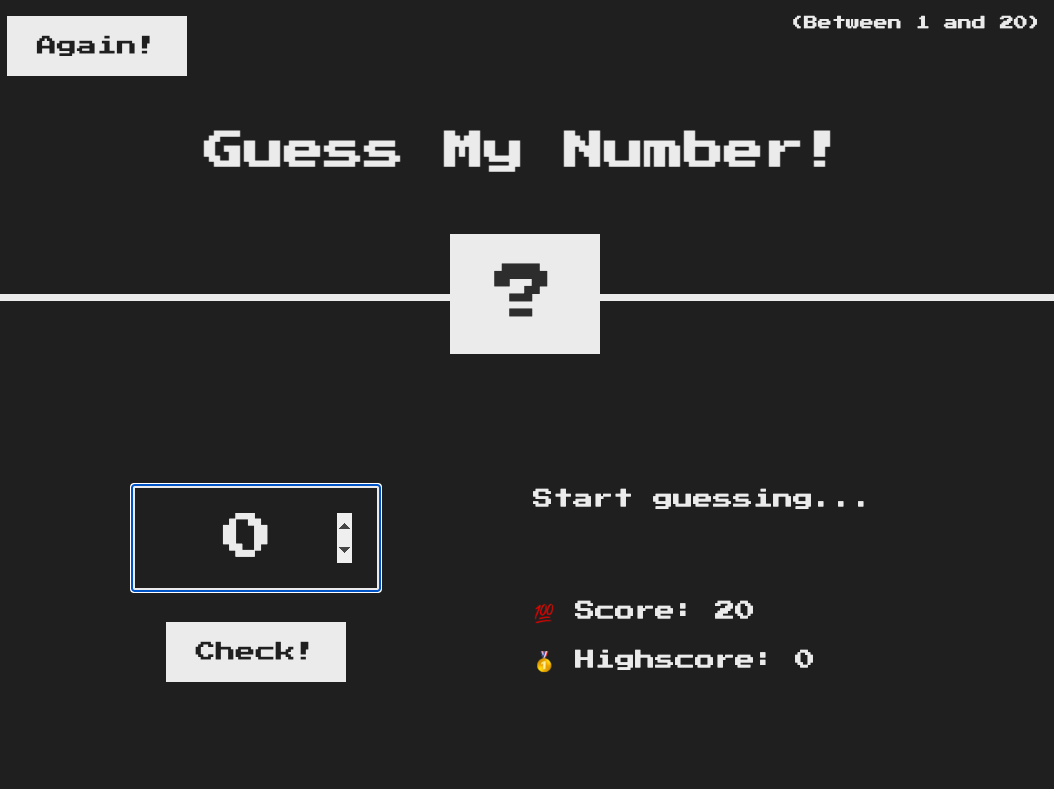 Again!
(Between 1 and 20)
Guess My Number!
?
0
Start guessing...
Check!
💯 Score: 20
🥇 Highscore: 0